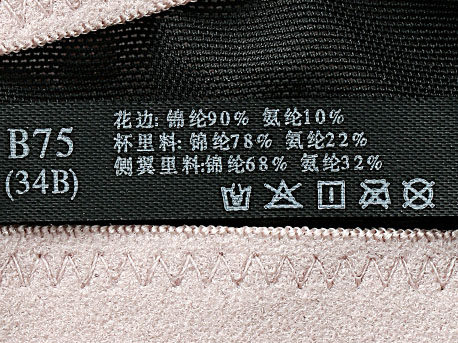 B75
(34B)
花边: 锦纶90% 氨纶10%
杯里料: 锦纶78% 氨纶22%
侧翼里料:锦纶68% 氨纶32%